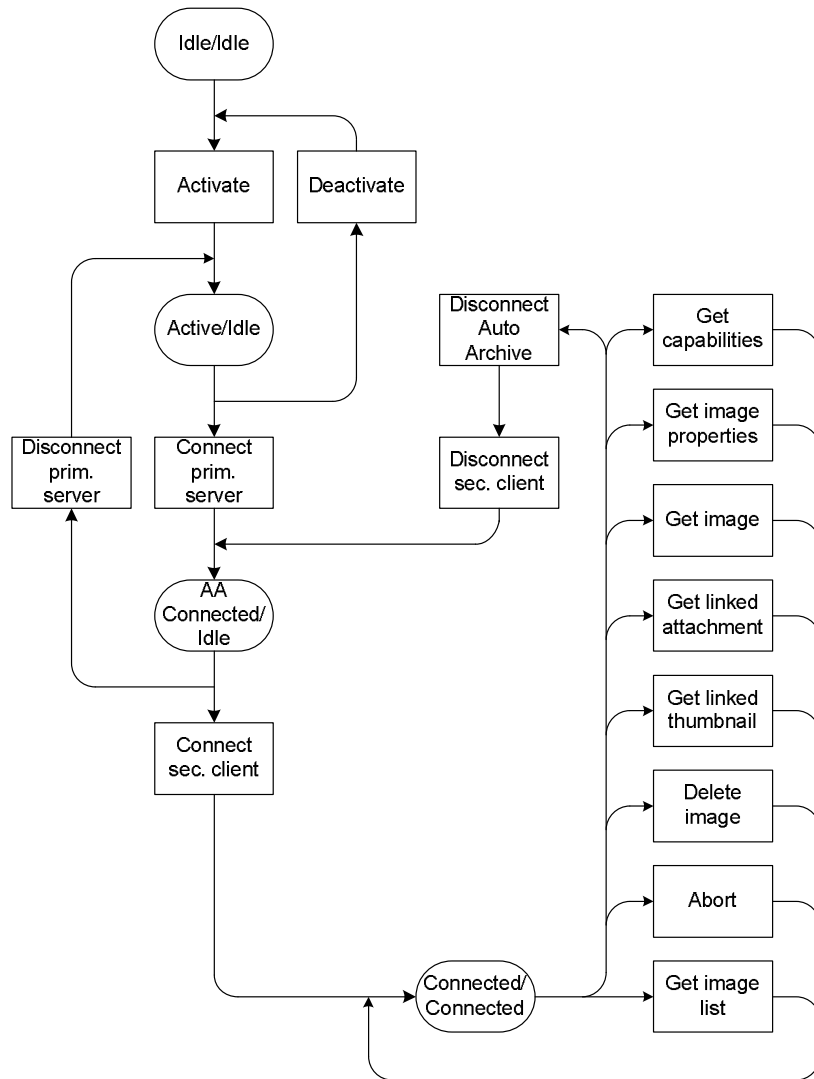 Idle/Idle
Activate
Deactivate
Active/Idle
Disconnect
Auto
Archive
Get
capabilities
Get image
properties
Disconnect
prim.
server
Connect
prim.
server
Disconnect
sec. client
Get image
AA
Connected/
Idle
Get linked
attachment
Get linked
thumbnail
Connect
sec. client
Delete
image
Abort
Connected/
Connected
Get image
list